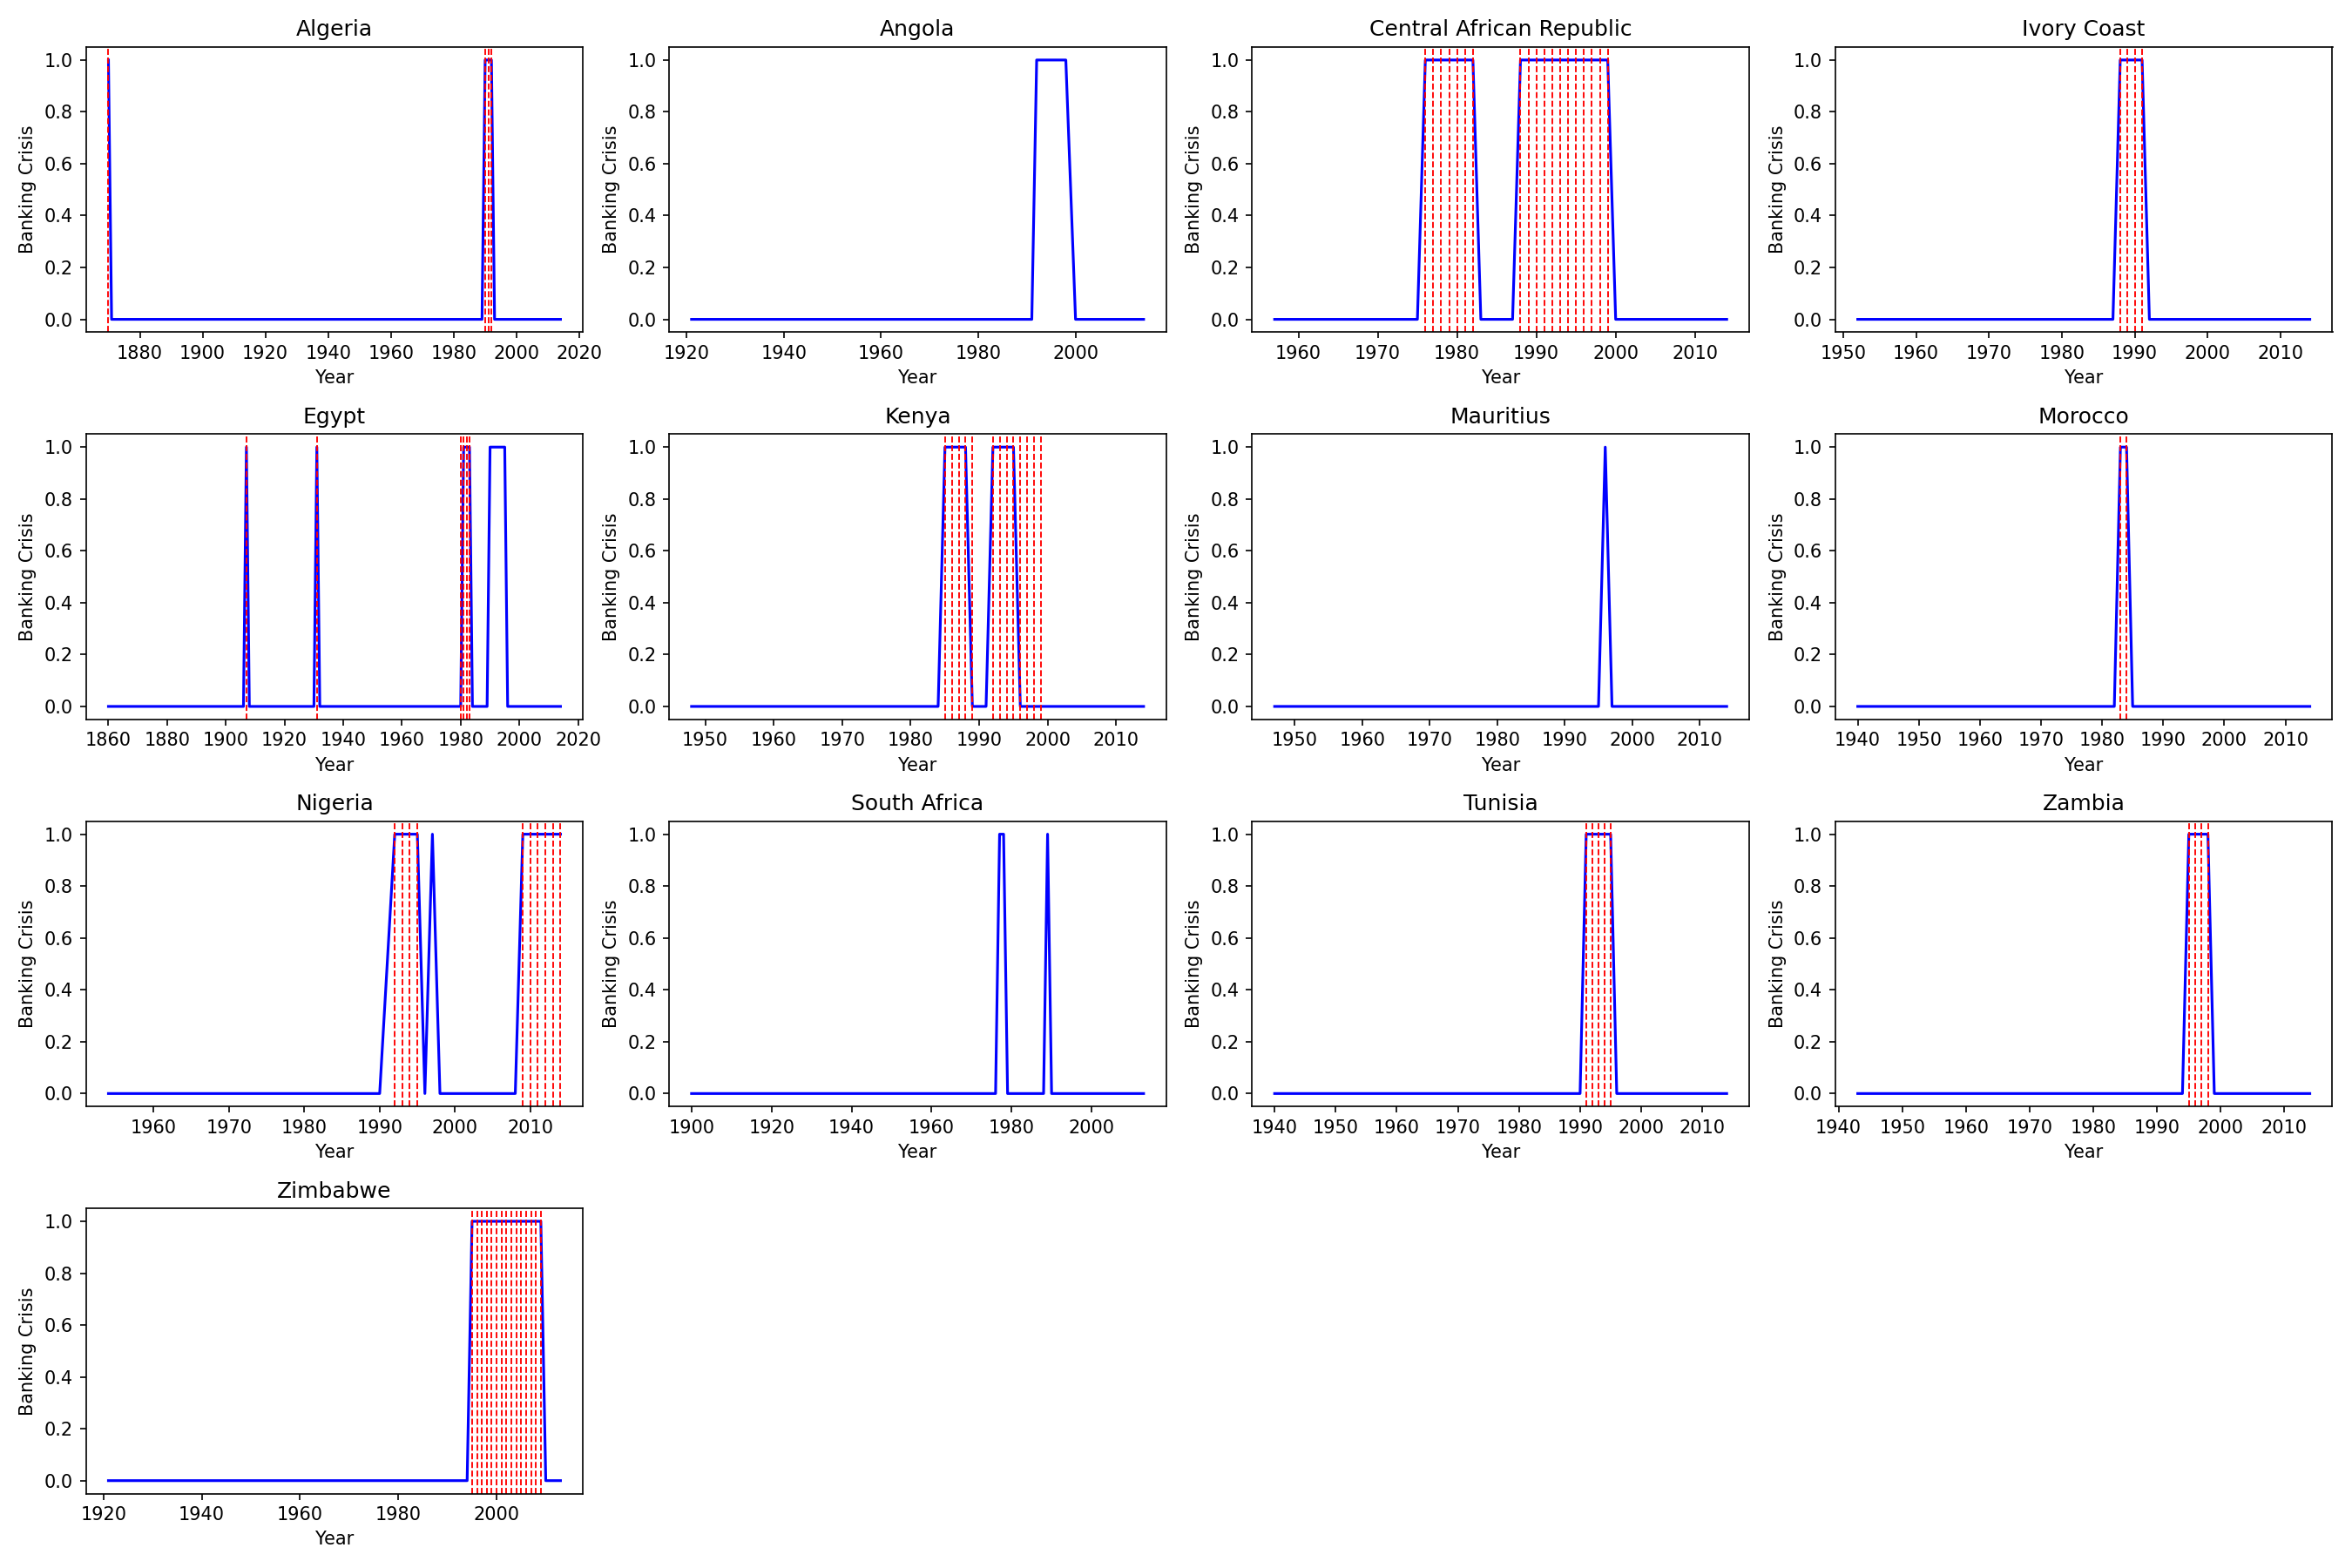 Algeria
Banking Crisis
1.0
0.8
0.6
0.4
0.2
0.0
1880 1900 1920 1940 1960 1980 2000 2020
Year
Angola
Banking Crisis
1.0
0.8
0.6
0.4
0.2
0.0
1920 1940 1960 1980 2000
Year
Central African Republic
Banking Crisis
1.0
0.8
0.6
0.4
0.2
0.0
1960 1970 1980 1990 2000 2010
Year
Ivory Coast
Banking Crisis
1.0
0.8
0.6
0.4
0.2
0.0
1950 1960 1970 1980 1990 2000 2010
Year
Egypt
Banking Crisis
1.0
0.8
0.6
0.4
0.2
0.0
1860 1880 1900 1920 1940 1960 1980 2000 2020
Year
Kenya
Banking Crisis
1.0
0.8
0.6
0.4
0.2
0.0
1950 1960 1970 1980 1990 2000 2010
Year
Mauritius
Banking Crisis
1.0
0.8
0.6
0.4
0.2
0.0
1950 1960 1970 1980 1990 2000 2010
Year
Morocco
Banking Crisis
1.0
0.8
0.6
0.4
0.2
0.0
1940 1950 1960 1970 1980 1990 2000 2010
Year
Nigeria
Banking Crisis
1.0
0.8
0.6
0.4
0.2
0.0
1960 1970 1980 1990 2000 2010
Year
South Africa
Banking Crisis
1.0
0.8
0.6
0.4
0.2
0.0
1900 1920 1940 1960 1980 2000
Year
Tunisia
Banking Crisis
1.0
0.8
0.6
0.4
0.2
0.0
1940 1950 1960 1970 1980 1990 2000 2010
Year
Zambia
Banking Crisis
1.0
0.8
0.6
0.4
0.2
0.0
1940 1950 1960 1970 1980 1990 2000 2010
Year
Zimbabwe
Banking Crisis
1.0
0.8
0.6
0.4
0.2
0.0
1920 1940 1960 1980 2000
Year